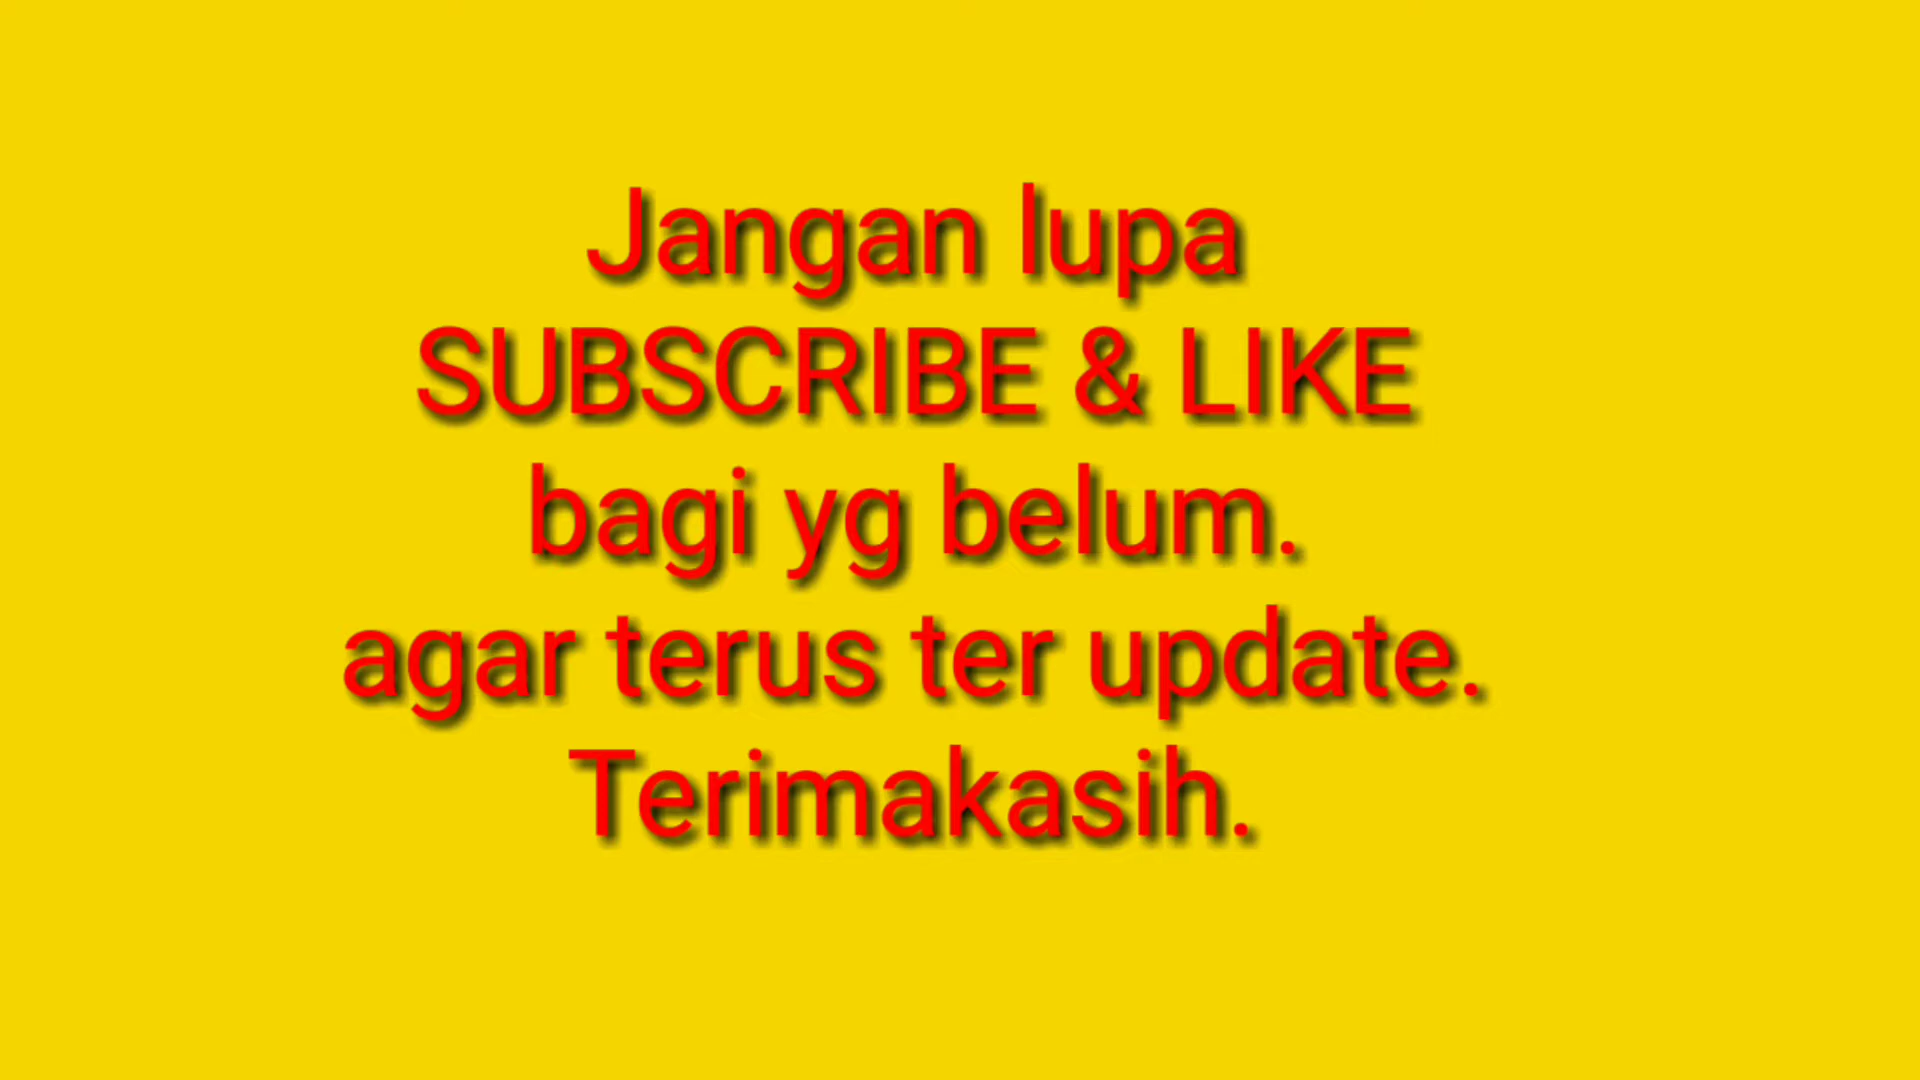 Jangan lupa
SUBSCRIBE & LIKE
bagi yg belum.
agar terus ter update.
Terimakasih.